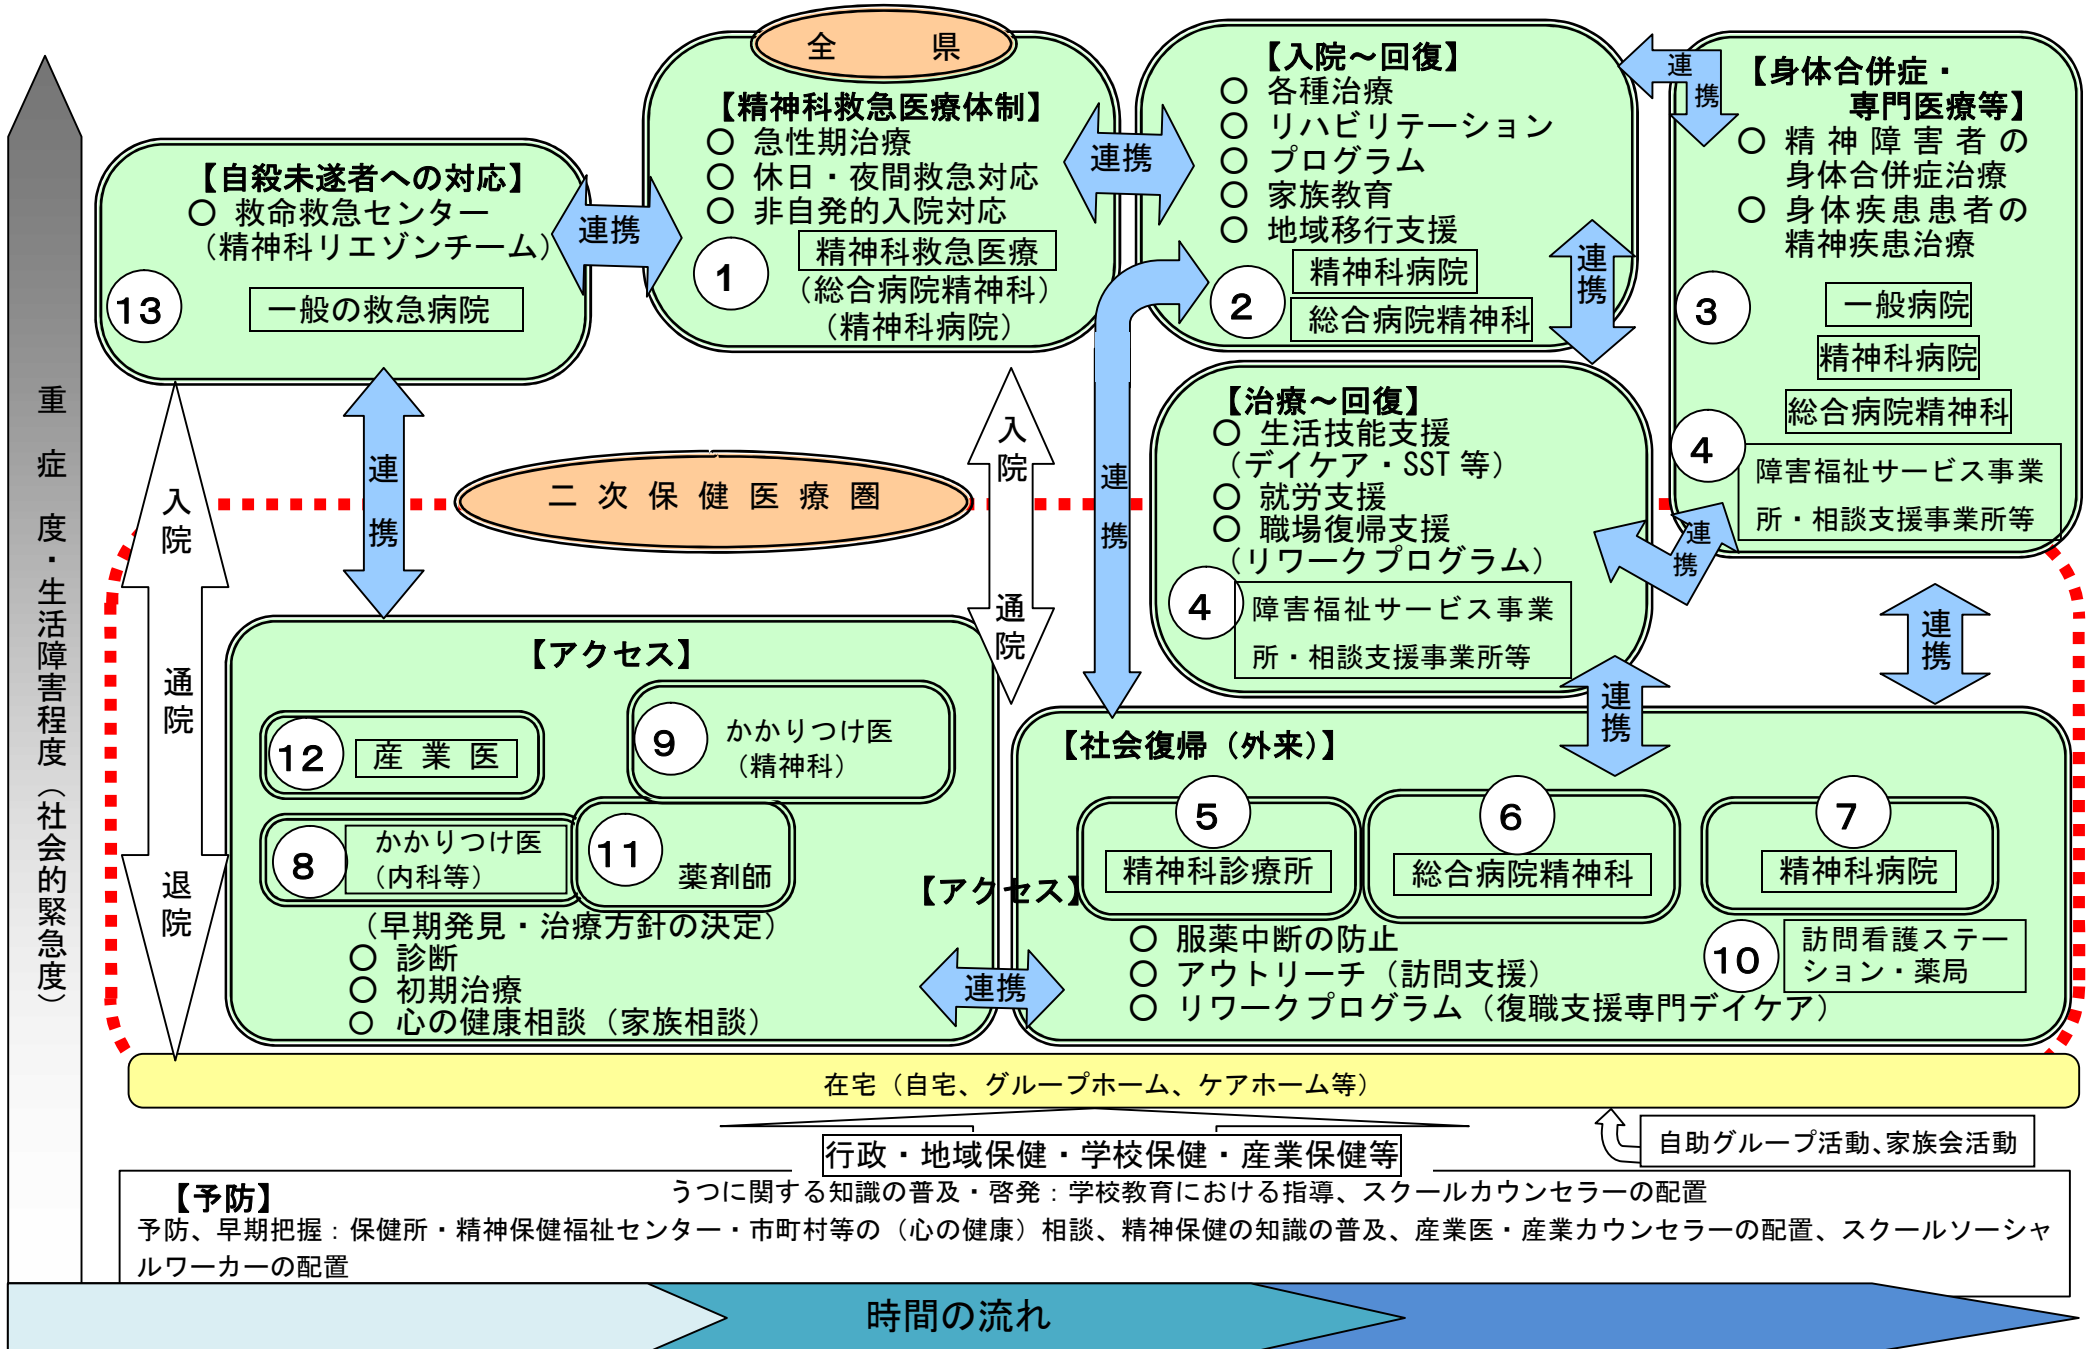 全　県
【精神科救急医療体制】
○ 急性期治療
○ 休日・夜間救急対応
○ 非自発的入院対応
1
精神科救急医療
（総合病院精神科）
（精神科病院）
連携
【入院～回復】
○ 各種治療
○ リハビリテーション
○ プログラム
○ 家族教育
○ 地域移行支援
2
精神科病院
総合病院精神科
連携
【身体合併症・
専門医療等】
○ 精神障害者の
身体合併症治療
○ 身体疾患患者の
精神疾患治療
3
一般病院
精神科病院
総合病院精神科
4
障害福祉サービス事業
所・相談支援事業所等
【自殺未遂者への対応】
○ 救命救急センター
（精神科リエゾンチーム）
13
一般の救急病院
連携
連携
【治療～回復】
○ 生活技能支援
（デイケア・SST 等）
○ 就労支援
○ 職場復帰支援
（リワークプログラム）
4
障害福祉サービス事業
所・相談支援事業所等
連携
連携
連携
連携
連携
重症度・生活障害程度（社会的緊急度）
入院
通院
退院
二次保健医療圏
入院
通院
【アクセス】
12
産業医
9
かかりつけ医
（精神科）
8
かかりつけ医
（内科等）
11
薬剤師
（早期発見・治療方針の決定）
○ 診断
○ 初期治療
○ 心の健康相談（家族相談）
【アクセス】
連携
【社会復帰（外来）】
連携
5
精神科診療所
6
総合病院精神科
7
精神科病院
○ 服薬中断の防止
○ アウトリーチ（訪問支援）
○ リワークプログラム（復職支援専門デイケア）
10
訪問看護ステー
ション・薬局
在宅（自宅、グループホーム、ケアホーム等）
行政・地域保健・学校保健・産業保健等
自助グループ活動、家族会活動
【予防】
うつに関する知識の普及・啓発：学校教育における指導、スクールカウンセラーの配置
予防、早期把握：保健所・精神保健福祉センター・市町村等の（心の健康）相談、精神保健の知識の普及、産業医・産業カウンセラーの配置、スクールソーシャ
ルワーカーの配置
時間の流れ